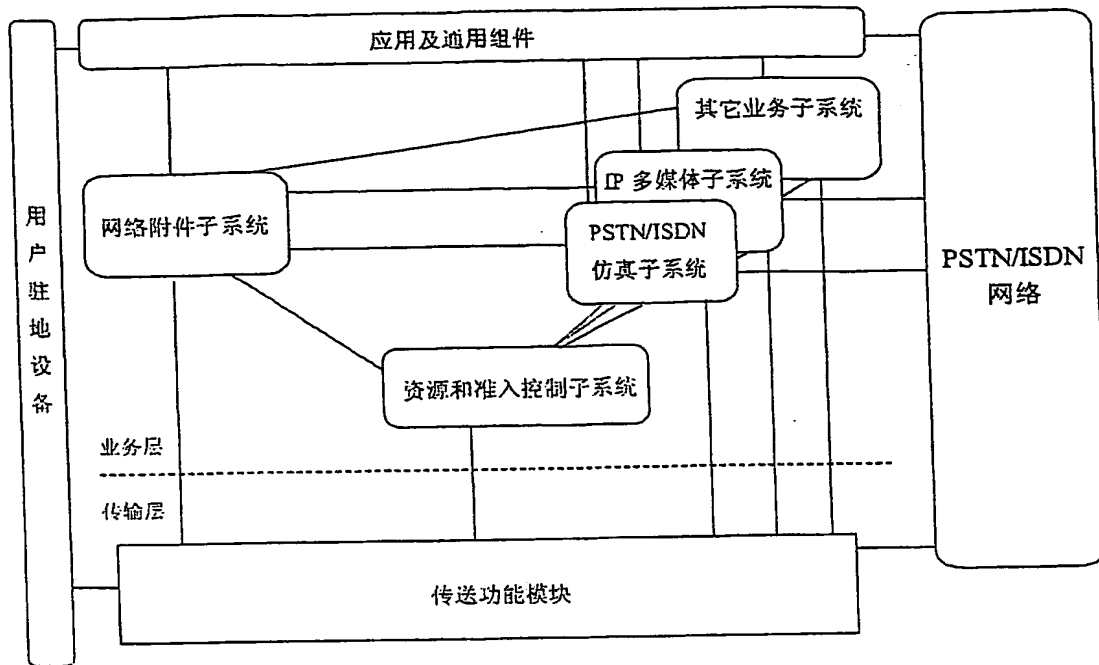 应用及通用组件
其它业务子系统
IP 多媒体子系统
网络附件子系统
PSTN/ISDN
仿真子系统
用户驻地设备
PSTN/ISDN
网络
资源和准入控制子系统
业务层
传输层
传送功能模块